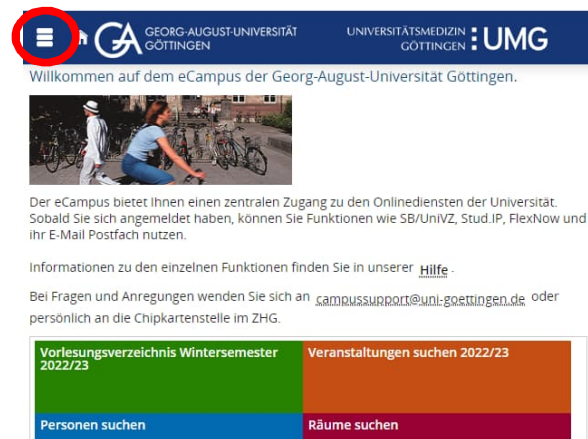 GEORG-AUGUST-UNIVERSITÄT
GÖTTINGEN
UNIVERSITÄTSMEDIZIN
GÖTTINGEN
UMG
Willkommen auf dem eCampus der Georg-August-Universität Göttingen.
Der eCampus bietet Ihnen einen zentralen Zugang zu den Onlinediensten der Universität.
Sobald Sie sich angemeldet haben, können Sie Funktionen wie SB/UniVZ, Stud.IP, FlexNow und
ihr E-Mail Postfach nutzen.
Informationen zu den einzelnen Funktionen finden Sie in unserer Hilfe .
Bei Fragen und Anregungen wenden Sie sich an campussupport@uni-goettingen.de oder
persönlich an die Chipkartenstelle im ZHG.
Vorlesungsverzeichnis Wintersemester
2022/23
Veranstaltungen suchen 2022/23
Personen suchen
Räume suchen